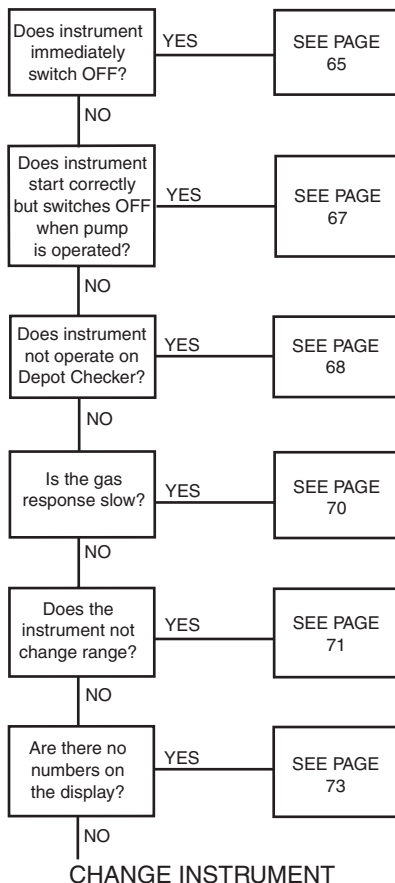 Does instrument
immediately
switch OFF?
YES
SEE PAGE
65
NO
Does instrument
start correctly
but switches OFF
when pump
is operated?
YES
SEE PAGE
67
NO
Does instrument
not operate on
Depot Checker?
YES
SEE PAGE
68
NO
Is the gas
response slow?
YES
SEE PAGE
70
NO
Does the
instrument not
change range?
YES
SEE PAGE
71
NO
Are there no
numbers on
the display?
YES
SEE PAGE
73
NO
CHANGE INSTRUMENT